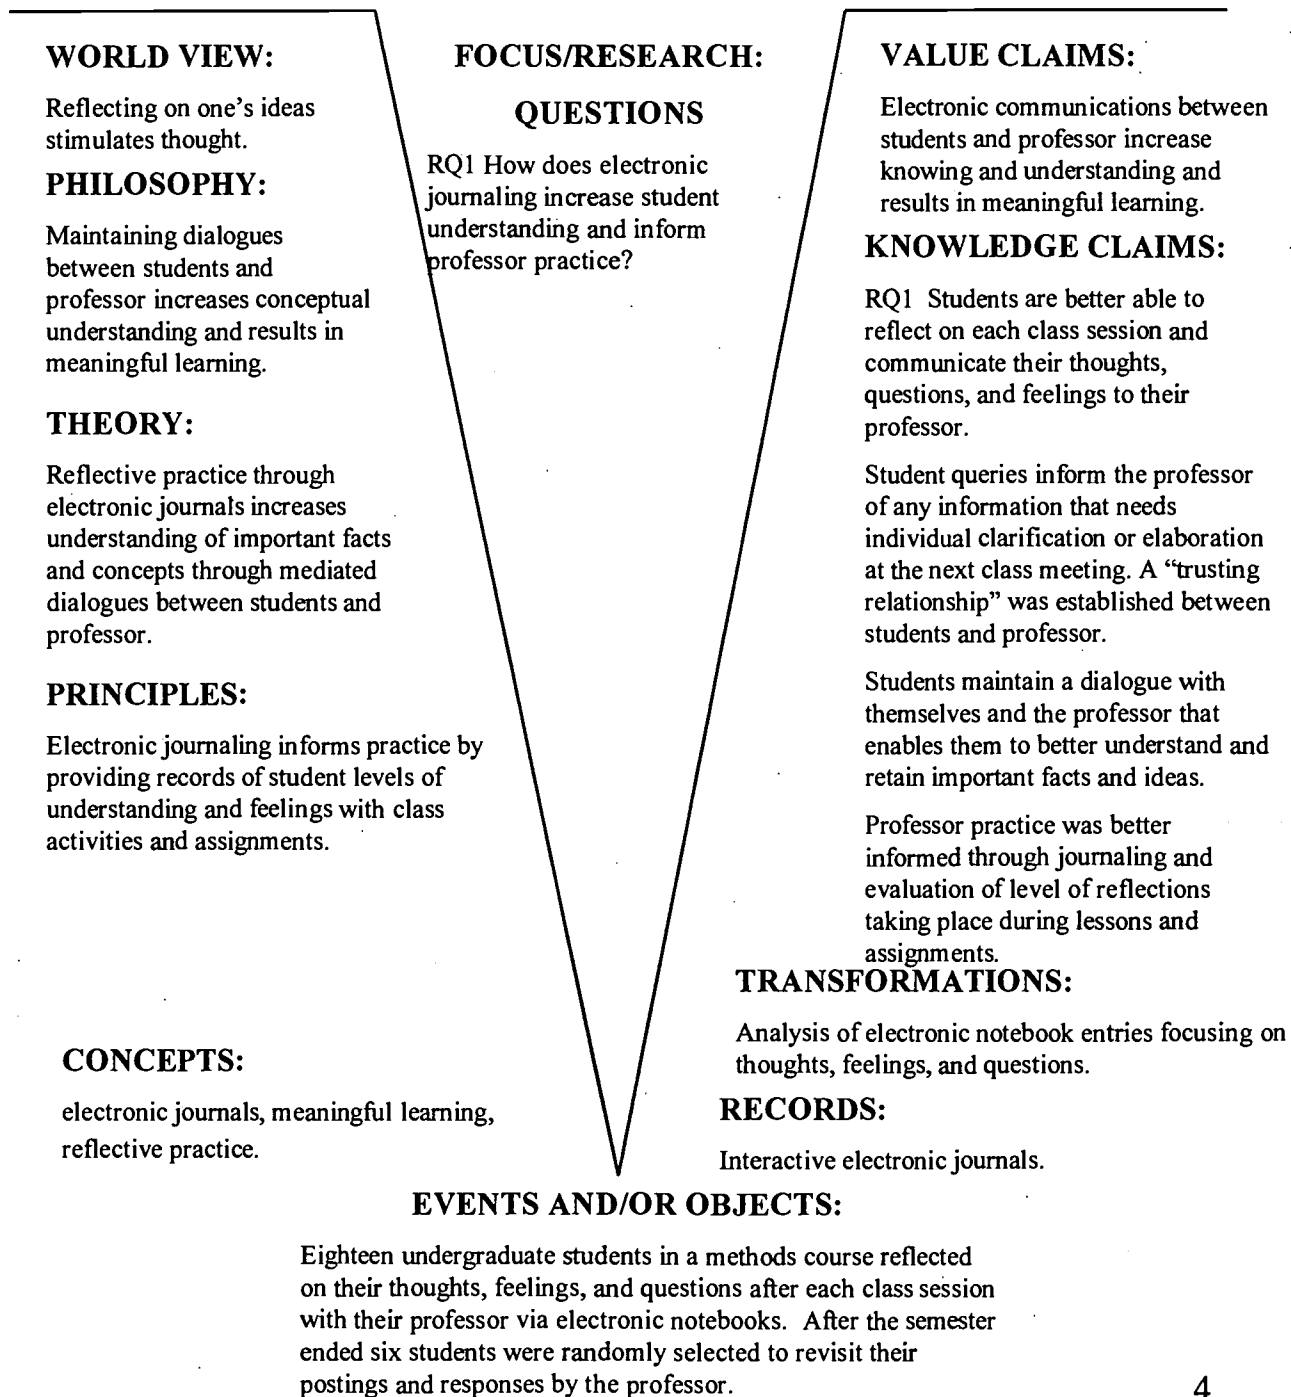 WORLD VIEW:
Reflecting on one's ideas
stimulates thought.
PHILOSOPHY:
Maintaining dialogues
between students and
professor increases conceptual
understanding and results in
meaningful learning.
THEORY:
Reflective practice through
electronic journals increases
understanding of important facts
and concepts through mediated
dialogues between students and
professor.
PRINCIPLES:
Electronic journaling informs practice by
providing records of student levels of
understanding and feelings with class
activities and assignments.
CONCEPTS:
electronic journals, meaningful learning,
reflective practice.
FOCUS/RESEARCH:
QUESTIONS
RQ1 How does electronic
journaling increase student
understanding and inform
professor practice?
VALUE CLAIMS:
Electronic communications between
students and professor increase
knowing and understanding and
results in meaningful learning.
KNOWLEDGE CLAIMS:
RQ1 Students are better able to
reflect on each class session and
communicate their thoughts,
questions, and feelings to their
professor.
Student queries inform the professor
of any information that needs
individual clarification or elaboration
at the next class meeting. A “trusting
relationship” was established between
students and professor.
Students maintain a dialogue with
themselves and the professor that
enables them to better understand and
retain important facts and ideas.
Professor practice was better
informed through journaling and
evaluation of level of reflections
taking place during lessons and
assignments.
TRANSFORMATIONS:
Analysis of electronic notebook entries focusing on
thoughts, feelings, and questions.
RECORDS:
Interactive electronic journals.
EVENTS AND/OR OBJECTS:
Eighteen undergraduate students in a methods course reflected
on their thoughts, feelings, and questions after each class session
with their professor via electronic notebooks. After the semester
ended six students were randomly selected to revisit their
postings and responses by the professor.
4